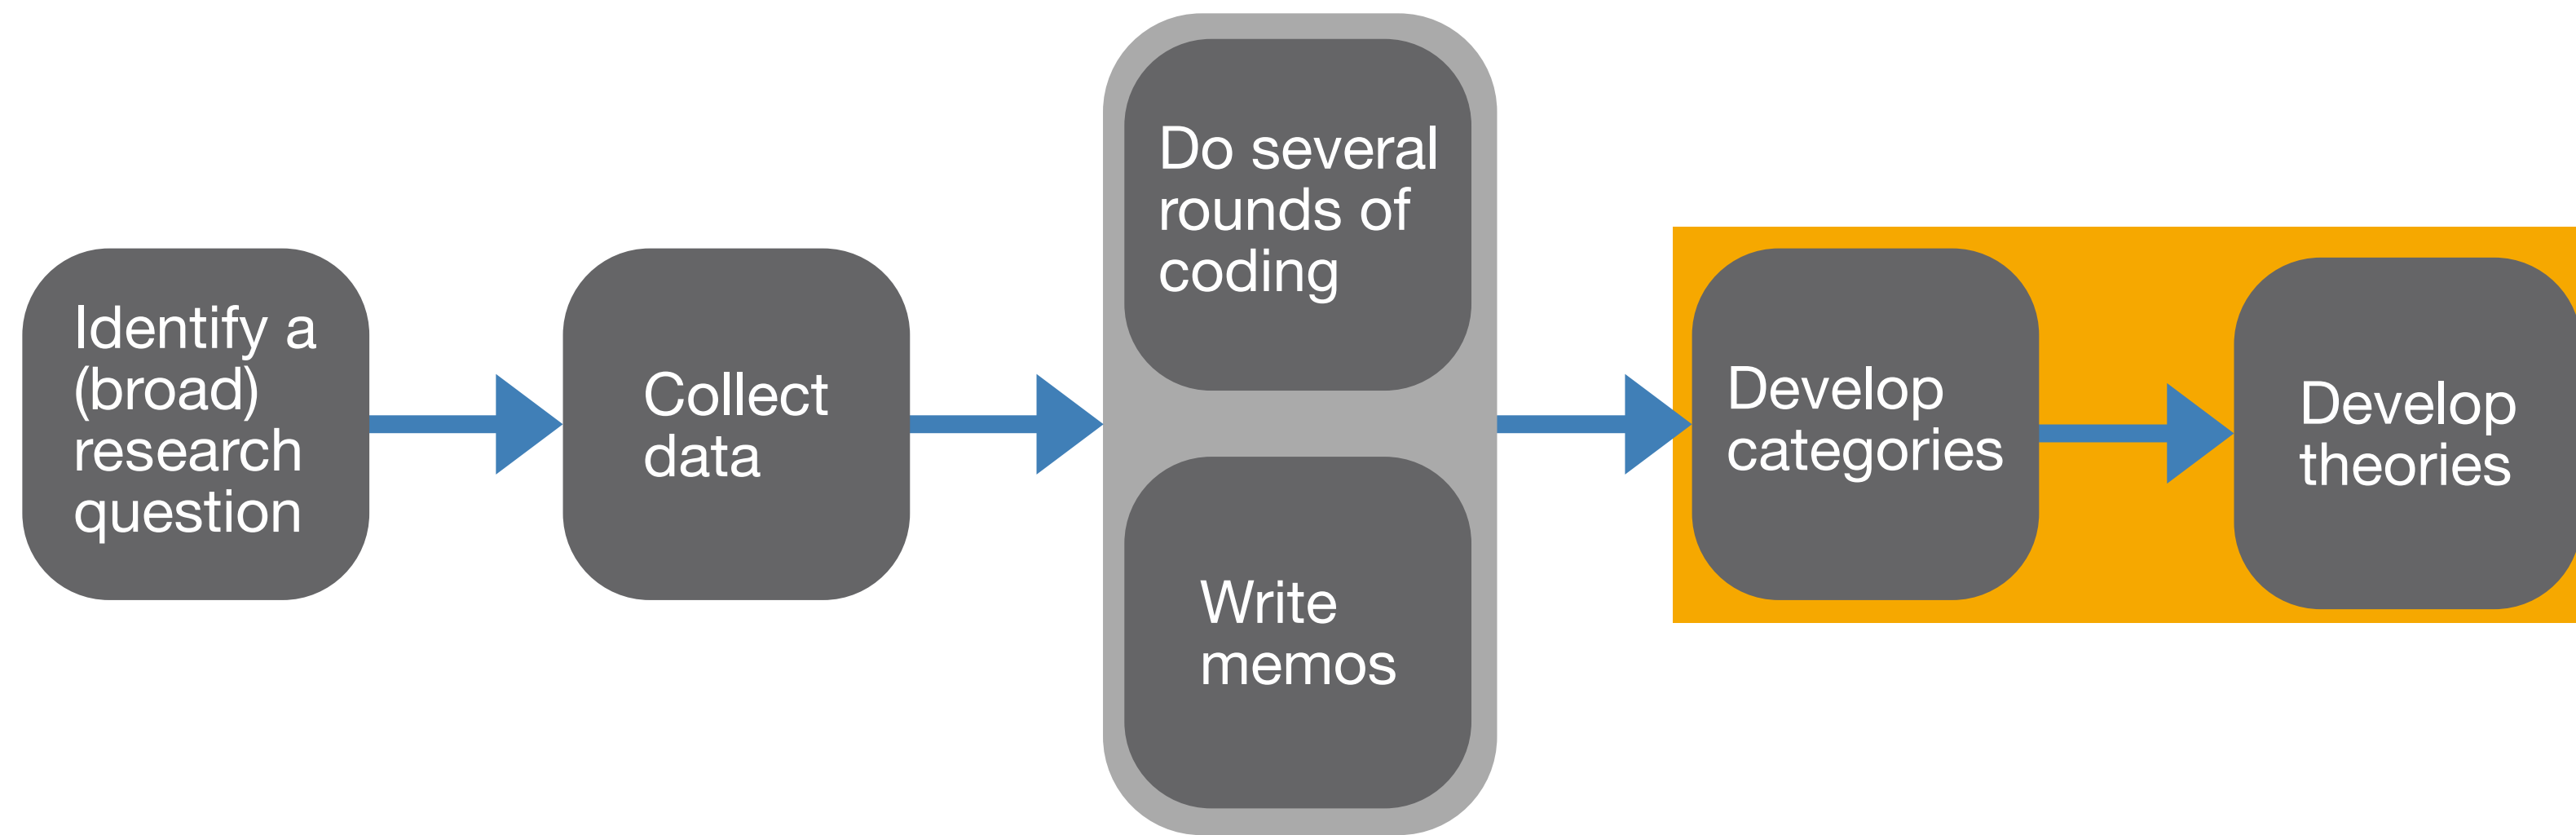 Identify a
(broad)
research
question
Collect
data
Do several
rounds of
coding
Write
memos
Develop
categories
Develop
theories